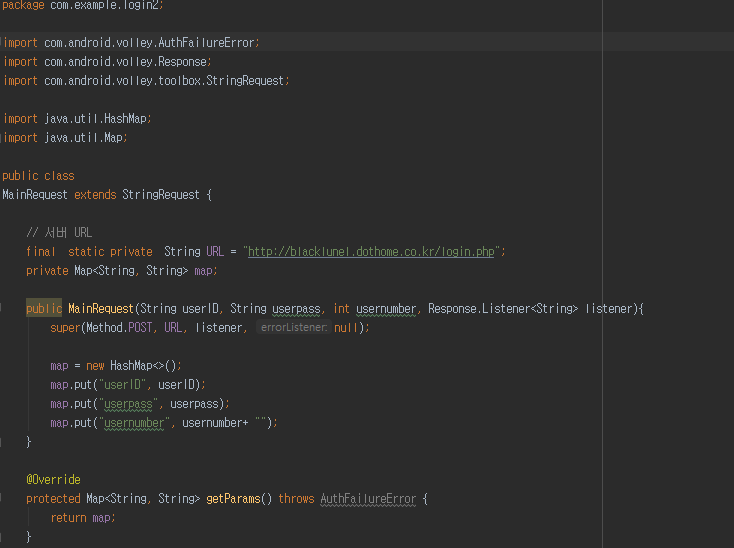 package com.example.login2;
import com.android.volley.AuthFailureError;
import com.android.volley.Response;
import com.android.volley.toolbox.StringRequest;
import java.util.HashMap;
import java.util.Map;
public class
MainRequest extends StringRequest {
// 서버 URL
final  static private  String URL = "http://blacklunel.dothome.co.kr/login.php";
private Map<String, String> map;
public MainRequest(String userID, String userpass, int usernumber, Response.Listener<String> listener){
super(Method.POST, URL, listener, errorListener: null);
map = new HashMap<>();
map.put("userID", userID);
map.put("userpass", userpass);
map.put("usernumber", usernumber+ "");
}
@Override
protected Map<String, String> getParams() throws AuthFailureError {
return map;
}